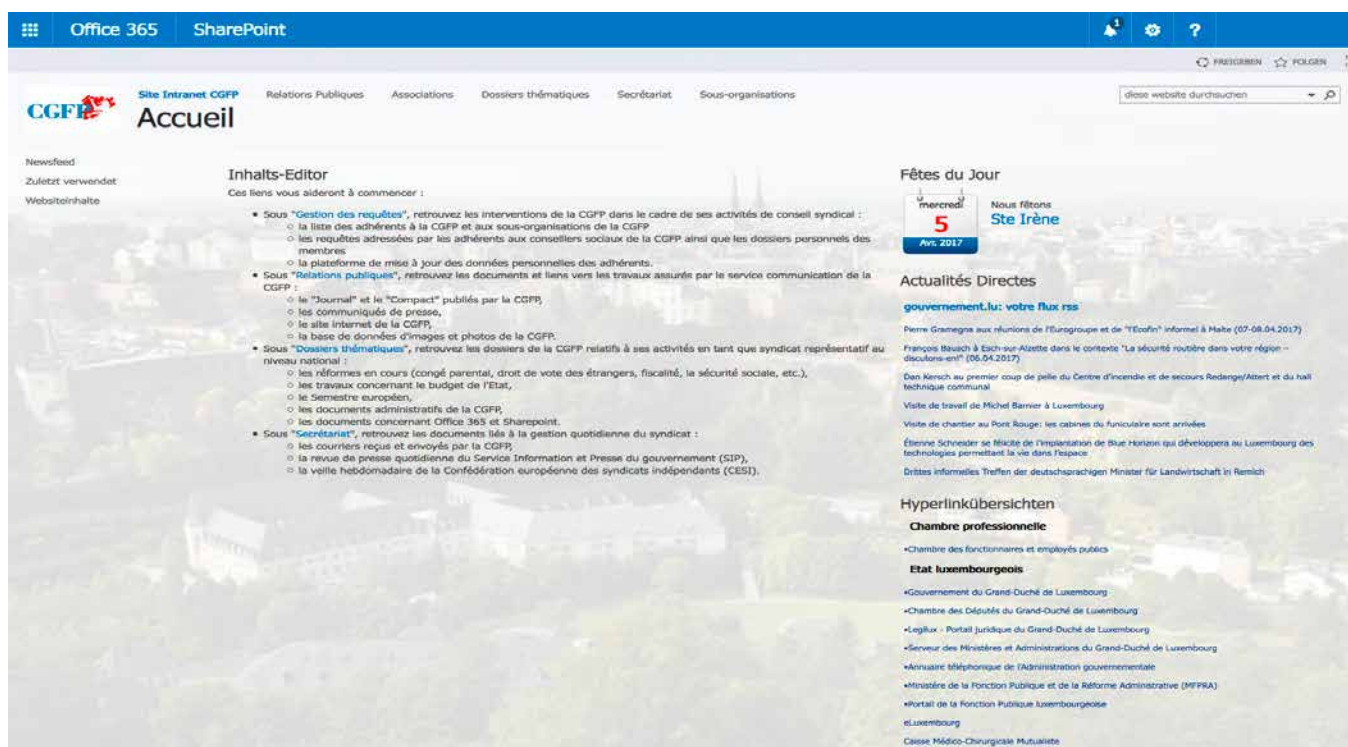 Office 365 SharePoint 1 ?
FREIGEBEN FOLGEN
CGFP
Site Intranet CGFP Relations Publiques Associations Dossiers thématiques Secrétariat Sous-organisations
diese website durchsuchen
Accueil
Newsfeed
Zuletzt verwendet
Websiteinhalte
Inhalts-Editor
Ces liens vous aideront à commencer :
• Sous "Gestion des requêtes", retrouvez les interventions de la CGFP dans le cadre de ses activités de conseil syndical :
○ la liste des adhérents à la CGFP et aux sous-organisations de la CGFP
○ les requêtes adressées par les adhérents aux conseillers sociaux de la CGFP ainsi que les dossiers personnels des
membres
○ la plateforme de mise à jour des données personnelles des adhérents.
• Sous "Relations publiques", retrouvez les documents et liens vers les travaux assurés par le service communication de la
CGFP :
○ le "Journal" et le "Compact" publiés par la CGFP,
○ les communiqués de presse,
○ le site internet de la CGFP,
○ la base de données d'images et photos de la CGFP.
• Sous "Dossiers thématiques", retrouvez les dossiers de la CGFP relatifs à ses activités en tant que syndicat représentatif au
niveau national :
○ les réformes en cours (congé parental, droit de vote des étrangers, fiscalité, la sécurité sociale, etc.),
○ les travaux concernant le budget de l'Etat,
○ le Semestre européen,
○ les documents administratifs de la CGFP,
○ les documents concernant Office 365 et Sharepoint.
• Sous "Secrétariat", retrouvez les documents liés à la gestion quotidienne du syndicat :
○ les courriers reçus et envoyés par la CGFP,
○ la revue de presse quotidienne du Service Information et Presse du gouvernement (SIP),
○ la veille hebdomadaire de la Confédération européenne des syndicats indépendants (CESI).
Fêtes du Jour
mercredi
5
Avr. 2017
Nous fêtons
Ste Irène
Actualités Directes
gouvernement.lu: votre flux rss
Pierre Gramegna aux réunions de l'Eurogroupe et de "l'Ecofin" informel à Malte (07-08.04.2017)
François Bausch à Esch-sur-Alzette dans le contexte "La sécurité routière dans votre région –
discutons-en!" (06.04.2017)
Dan Kersch au premier coup de pelle du Centre d'incendie et de secours Redange/Attert et du hall
technique communal
Visite de travail de Michel Barnier à Luxembourg
Visite de chantier au Pont Rouge: les cabines du funiculaire sont arrivées
Étienne Schneider se félicite de l'implantation de Blue Horizon qui développera au Luxembourg des
technologies permettant la vie dans l'espace
Drittes informelles Treffen der deutschsprachigen Minister für Landwirtschaft in Remich
Hyperlinkübersichten
Chambre professionnelle
•Chambre des fonctionnaires et employés publics
Etat luxembourgeois
•Gouvernement du Grand-Duché de Luxembourg
•Chambre des Députés du Grand-Duché de Luxembourg
•Legilux - Portail juridique du Grand-Duché de Luxembourg
•Serveur des Ministères et Administrations du Grand-Duché de Luxembourg
•Annuaire téléphonique de l'Administration gouvernementale
•Ministère de la Fonction Publique et de la Réforme Administrative (MFPRA)
•Portail de la Fonction Publique luxembourgeoise
eLuxembourg
Caisse Médico-Chirurgicale Mutualiste